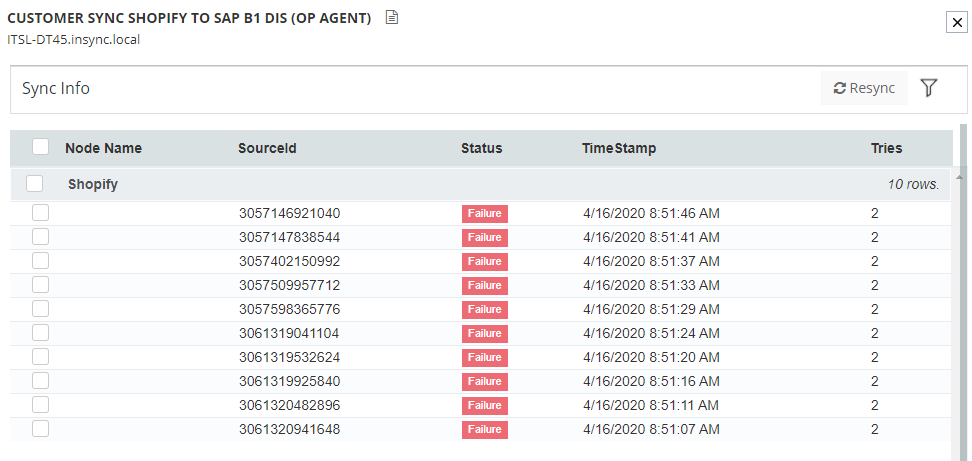 CUSTOMER SYNC SHOPIFY TO SAP B1 DIS (OP AGENT)
ITSL-DT45.insync.local
Sync Info Resync
Node Name SourceId Status TimeStamp Tries
Shopify 10 rows.
3057146921040 Failure 4/16/2020 8:51:46 AM 2
3057147838544 Failure 4/16/2020 8:51:41 AM 2
3057402150992 Failure 4/16/2020 8:51:37 AM 2
3057509957712 Failure 4/16/2020 8:51:33 AM 2
3057598365776 Failure 4/16/2020 8:51:29 AM 2
3061319041104 Failure 4/16/2020 8:51:24 AM 2
3061319532624 Failure 4/16/2020 8:51:20 AM 2
3061319925840 Failure 4/16/2020 8:51:16 AM 2
3061320482896 Failure 4/16/2020 8:51:11 AM 2
3061320941648 Failure 4/16/2020 8:51:07 AM 2